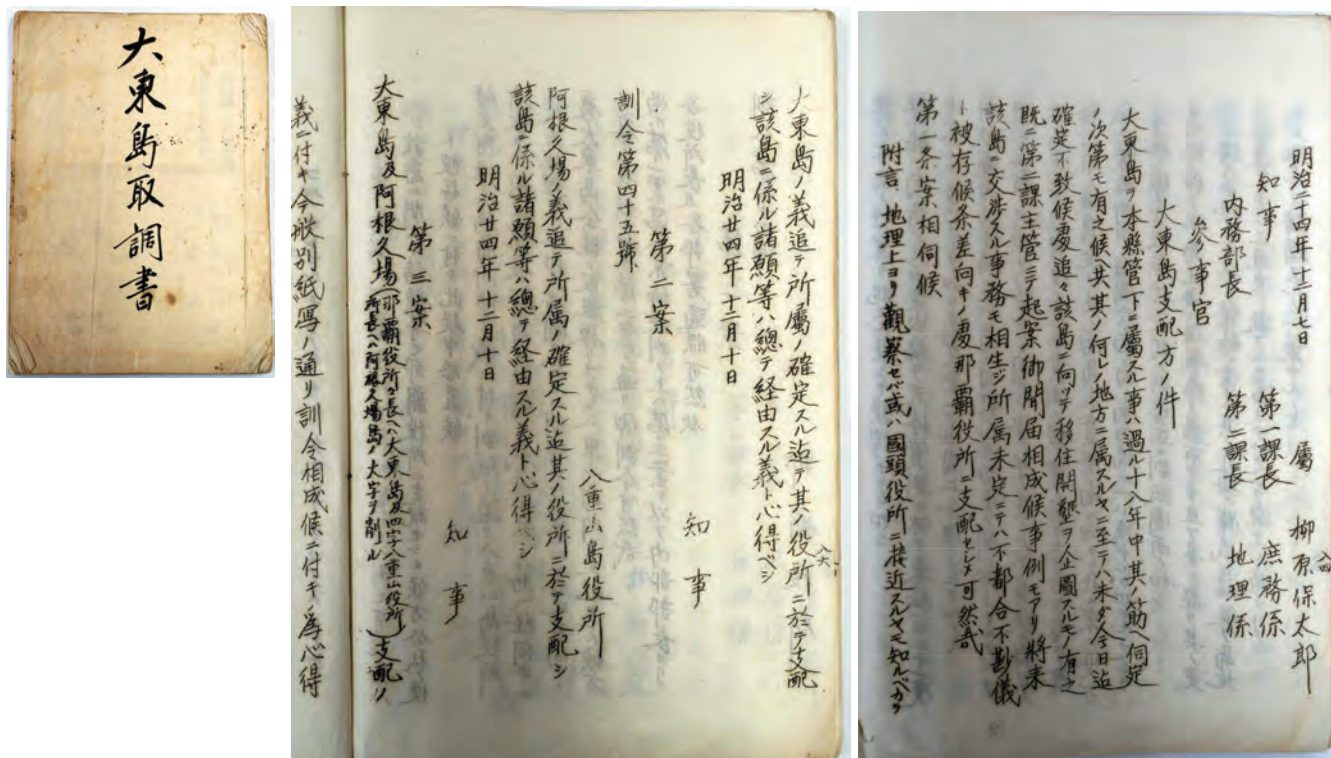 大東島取調書
明治二十四年十二月七日
屬 柳原保太郎
知事 第一課長 庶務係
内務部長 第二課長 地理係
參事官
大東島支配方ノ件
大東島ヲ本縣管下ニ屬スル事ハ過ル十八年中其ノ筋ヘ伺定
ノ次第モ有之候共其ノ何レノ地方ニ属スルヤニ至テハ未タ今日迠
確定不致候處追々該島ニ向ッテ移住開墾ヲ企圖スルモ有之
既ニ第二課主管ニテ起案御聞届相成候事例モアリ將来
該島ニ交渉スル事務モ相生ジ所属未定ニテハ不都合不尠儀
ト被存候条差向キノ處那覇役所ニ支配セシメ可然哉
第一条案相伺候
附言 地理上ヨリ觀察セバ或ハ國頭役所ニ接近スルヤモ知ルベカラ
大東島ノ義追テ所屬ノ確定スル迠テ其ノ役所ニ於テ支配
シ該島ニ係ル諸願等ハ總テ経由スル義ト心得ベシ
明治廿四年十二月十日
知事
第二案
訓令第四十五號
八重山島役所
阿根久場ノ義追テ所属ノ確定スル迠其ノ役所ニ於テ支配シ
該島ニ係ル諸願等ハ總テ経由スル義ト心得ベシ
明治廿四年十二月十日
知事
第三案
大東島及阿根久場(那覇役所々長ヘハ大東島及四字八重山役所
所長ヘハ阿根久場島ノ大字ヲ削ル)支配ノ
義ニ付キ今般別紙写ノ通リ訓令相成候ニ付キ為心得